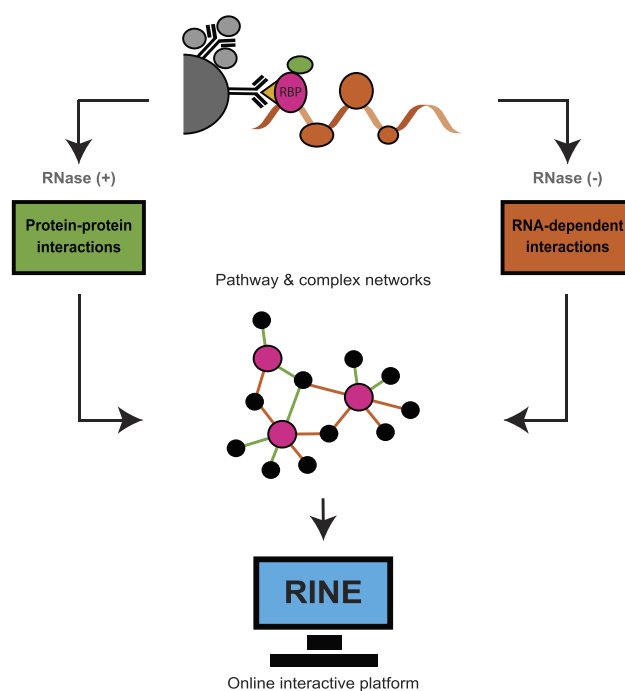 RBP
RNase (+)
RNase (-)
Protein-protein
interactions
RNA-dependent
interactions
Pathway & complex networks
RINE
Online interactive platform